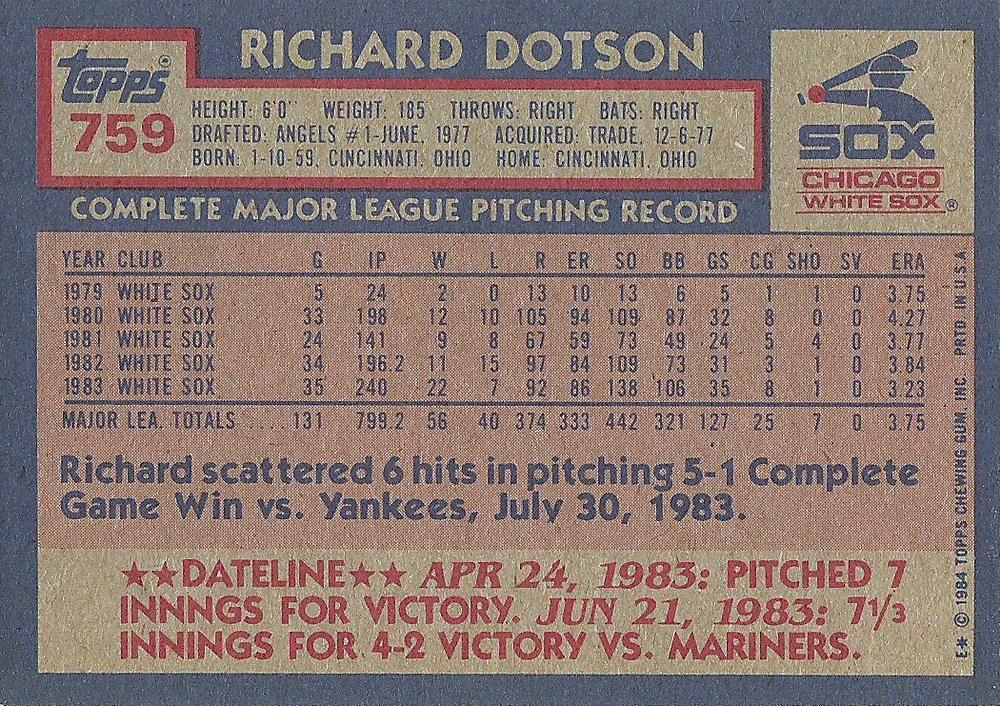 RICHARD DOTSON
TOPPS®
759
HEIGHT: 6'0" WEIGHT: 185 THROWS: RIGHT BATS: RIGHT
DRAFTED: ANGELS #1-JUNE, 1977 ACQUIRED: TRADE, 12-6-77
BORN: 1-10-59, CINCINNATI, OHIO HOME: CINCINNATI, OHIO
SOX
CHICAGO
WHITE SOX®
COMPLETE MAJOR LEAGUE PITCHING RECORD
YEAR CLUB G IP W L R ER SO BB GS CG SHO SV ERA
1979 WHITE SOX 5 24 2 0 13 10 13 6 5 1 1 0 3.75
1980 WHITE SOX 33 198 12 10 105 94 109 87 32 8 0 0 4.27
1981 WHITE SOX 24 141 9 8 67 59 73 49 24 5 4 0 3.77
1982 WHITE SOX 34 196.2 11 15 97 84 109 73 31 3 1 0 3.84
1983 WHITE SOX 35 240 22 7 92 86 138 106 35 8 1 0 3.23
MAJOR LEA. TOTALS .... 131 799.2 56 40 374 333 442 321 127 25 7 0 3.75
Richard scattered 6 hits in pitching 5-1 Complete
Game Win vs. Yankees, July 30, 1983.
★★DATELINE★★ APR 24, 1983: PITCHED 7
INNNGS FOR VICTORY. JUN 21, 1983: 7⅓
INNINGS FOR 4-2 VICTORY VS. MARINERS.
E* © 1984 TOPPS CHEWING GUM, INC. PRTD. IN U.S.A.